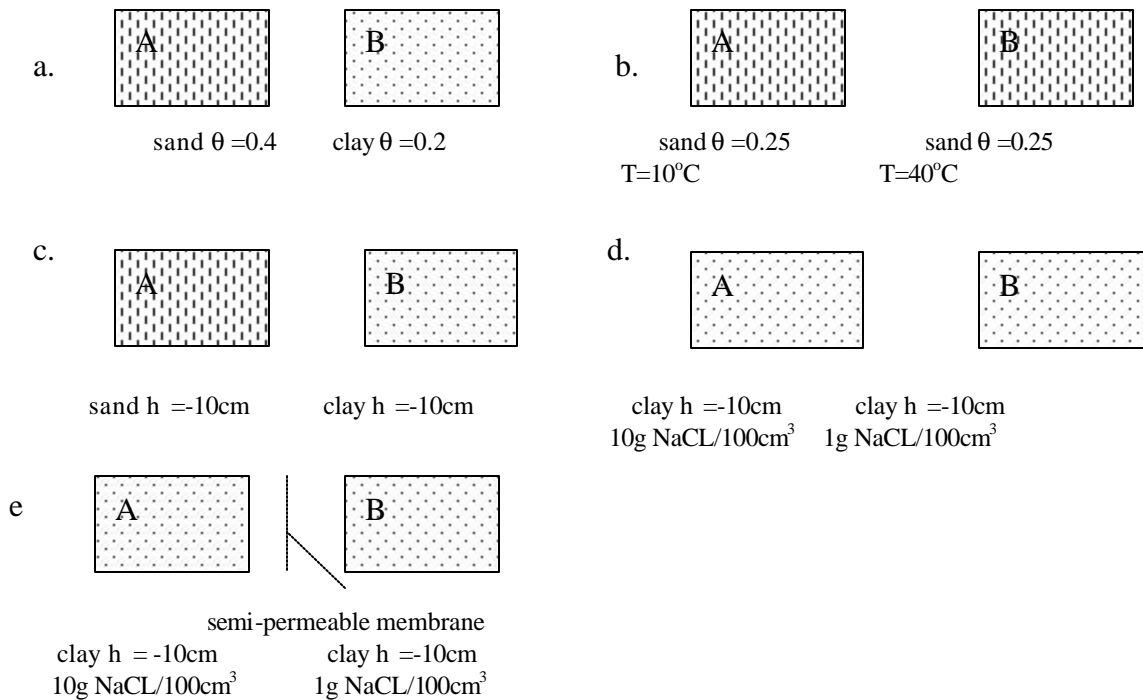 a.
A
B
sand θ =0.4
clay θ =0.2
b.
A
B
sand θ =0.25
sand θ =0.25
T=10°C
T=40°C
c.
A
B
sand h =-10cm
clay h =-10cm
d.
A
B
clay h =-10cm
clay h =-10cm
10g NaCL/100cm³
1g NaCL/100cm³
e
A
B
semi-permeable membrane
clay h = -10cm
clay h =-10cm
10g NaCL/100cm³
1g NaCL/100cm³